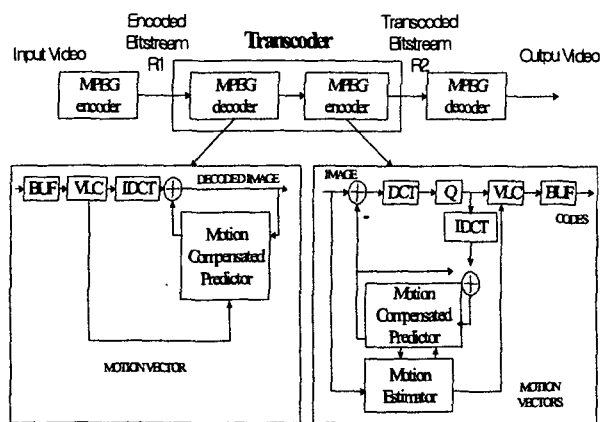 Input Video
Encoded
Bitstream
R1
Transcoder
Transcoded
Bitstream
R2
Outpu Video
MPEG
encoder
MPEG
decoder
MPEG
encoder
MPEG
decoder
BUF
VLC
IDCT
DECODED IMAGE
Motion
Compensated
Predictor
MOTION VECTOR
IMAGE
DCT
Q
VLC
BUF
CODES
IDCT
-
Motion
Compensated
Predictor
Motion
Estimator
MOTION
VECTORS